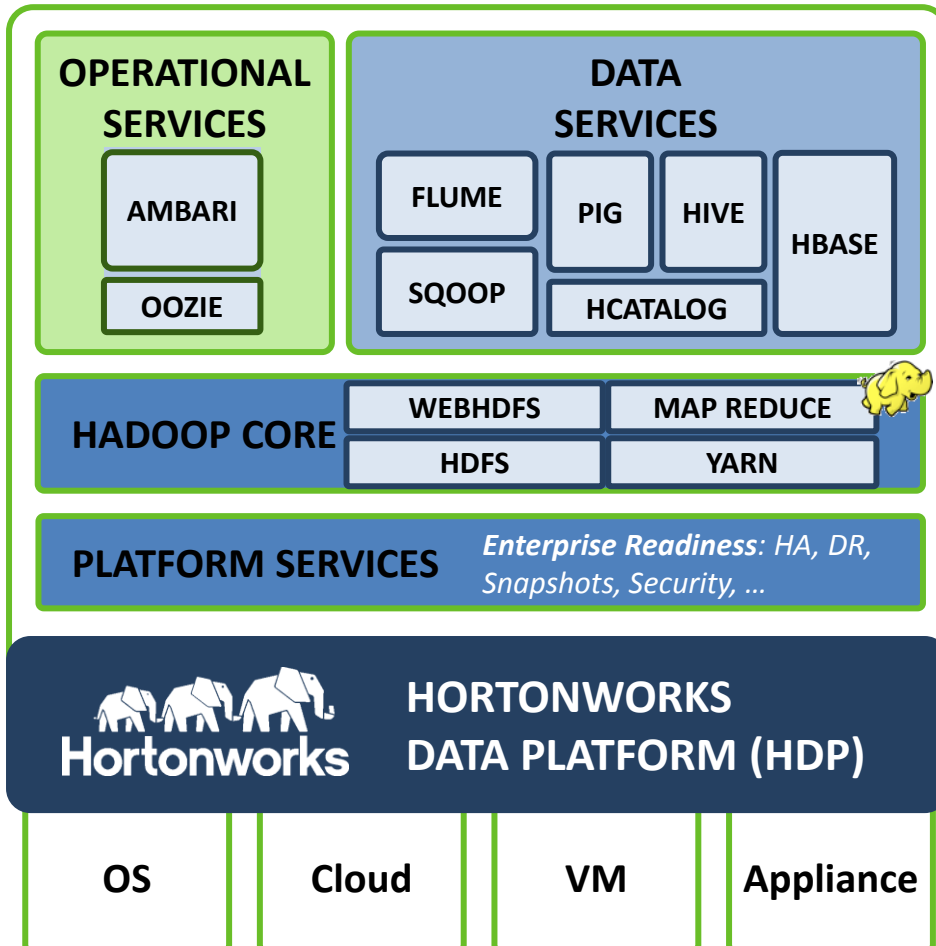 OPERATIONAL
SERVICES
AMBARI
OOZIE
DATA
SERVICES
FLUME
SQOOP
PIG
HIVE
HCATALOG
HBASE
HADOOP CORE
WEBHDFS
MAP REDUCE
HDFS
YARN
PLATFORM SERVICES
Enterprise Readiness: HA, DR,
Snapshots, Security, …
Hortonworks
HORTONWORKS
DATA PLATFORM (HDP)
OS
Cloud
VM
Appliance